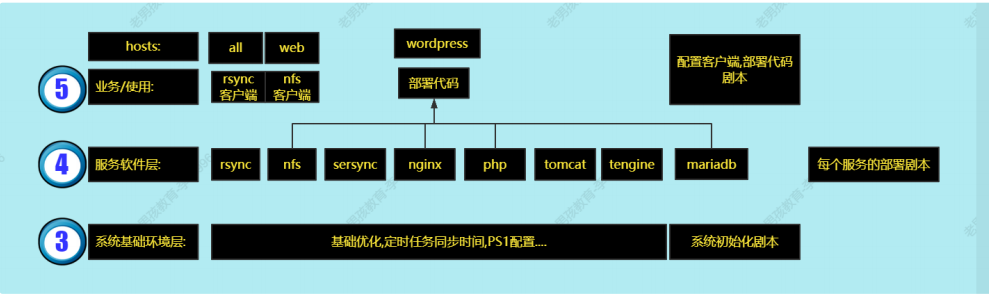 hosts:
all
web
wordpress
配置客户端,部署代码
剧本
5
业务/使用:
rsync
客户端
nfs
客户端
部署代码
4
服务软件层:
rsync
nfs
sersync
nginx
php
tomcat
tengine
mariadb
每个服务的部署剧本
3
系统基础环境层:
基础优化,定时任务同步时间,PS1配置....
系统初始化剧本